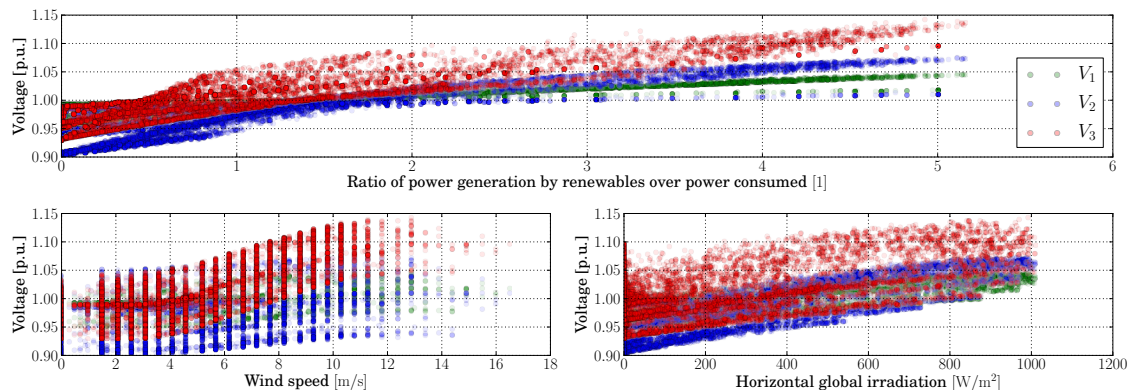 Voltage [p.u.]
1.15
1.10
1.05
1.00
0.95
0.90
0 1 2 3 4 5 6
Ratio of power generation by renewables over power consumed [1]
V1
V2
V3
Voltage [p.u.]
1.15
1.10
1.05
1.00
0.95
0.90
0 2 4 6 8 10 12 14 16 18
Wind speed [m/s]
Voltage [p.u.]
1.15
1.10
1.05
1.00
0.95
0.90
0 200 400 600 800 1000 1200
Horizontal global irradiation [W/m²]